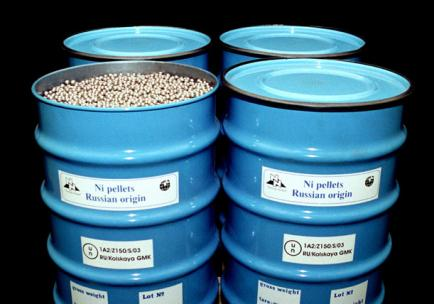 Ni pellets
Russian origin
u
n
1A2/Z150/S/03
RU/Kolskaya GMK
gross weight
Lot №
Ni pellets
Russian origin
u
n
1A2/Z150/S/03
RU/Kolskaya GMK
gross weight
Lot №